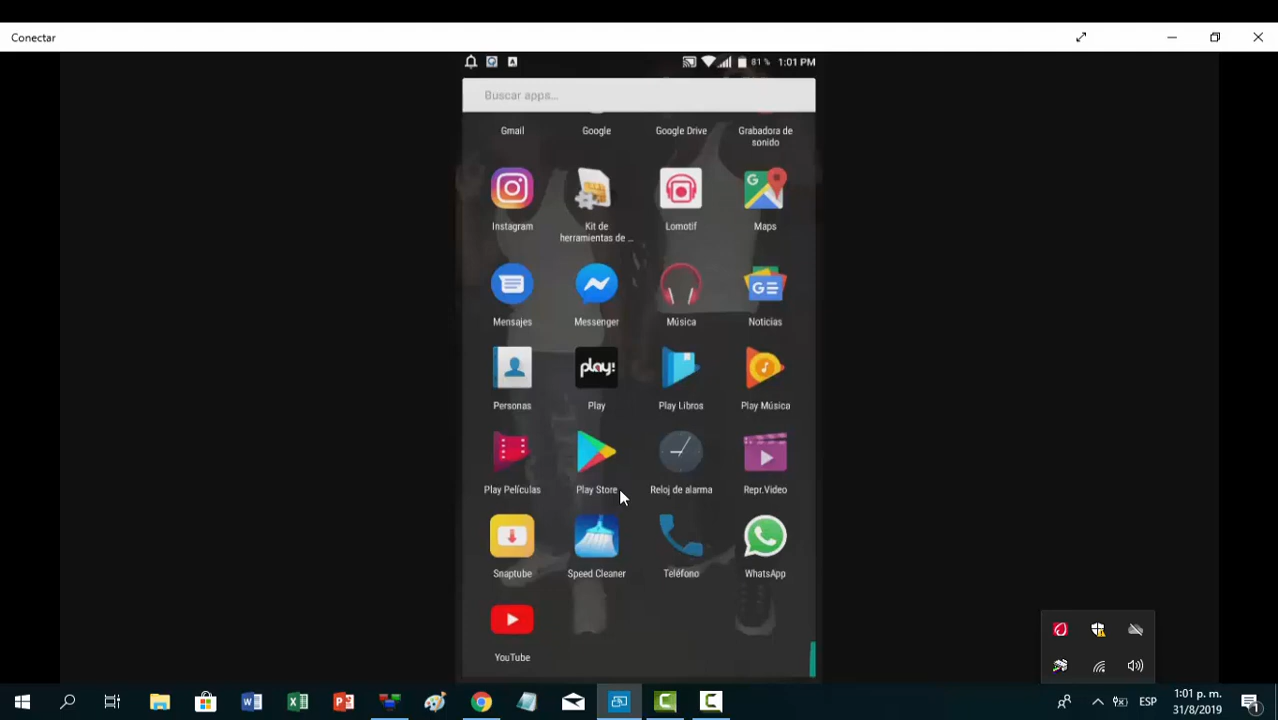 Conectar
81 % 1:01 PM
Buscar apps...
Gmail Google Google Drive Grabadora de
sonido
Instagram Kit de Lomotif Maps
herramientas de ...
G≡
Mensajes Messenger Música Noticias
play!
Personas Play Play Libros Play Música
Play Películas Play Store Reloj de alarma Repr.Video
Snaptube Speed Cleaner Teléfono WhatsApp
YouTube
ESP 1:01 p. m.
31/8/2019